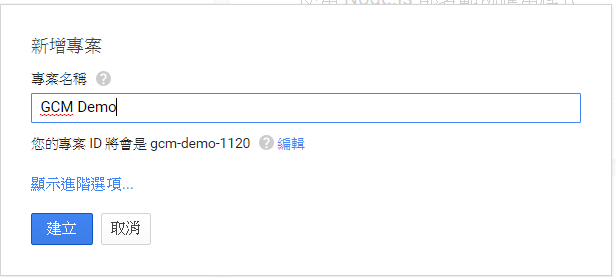 新增專案
專案名稱 ?
GCM Demo
您的專案 ID 將會是 gcm-demo-1120 ? 編輯
顯示進階選項...
建立 取消